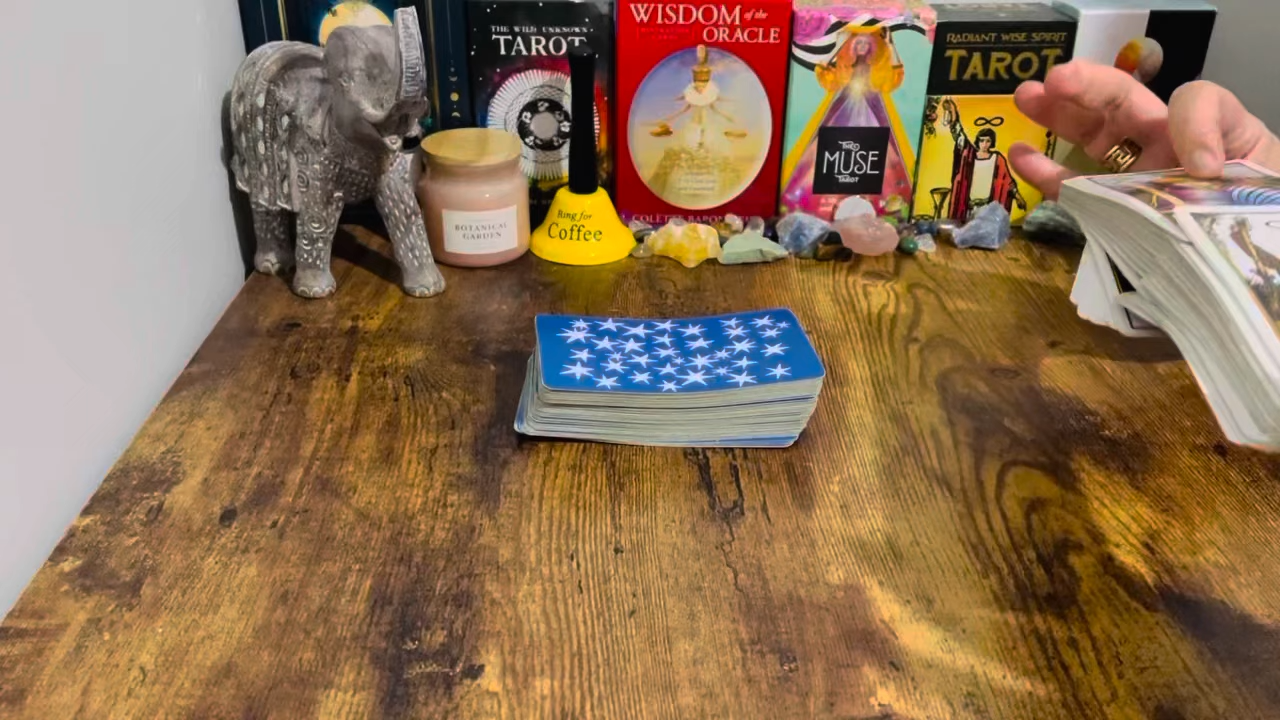 THE WILD UNKNOWN
TAROT
WISDOM of the
ORACLE
COLETTE BARON-REID
THE
MUSE
TAROT
RADIANT WISE SPIRIT
TAROT
BOTANICAL
GARDEN
Ring for
Coffee